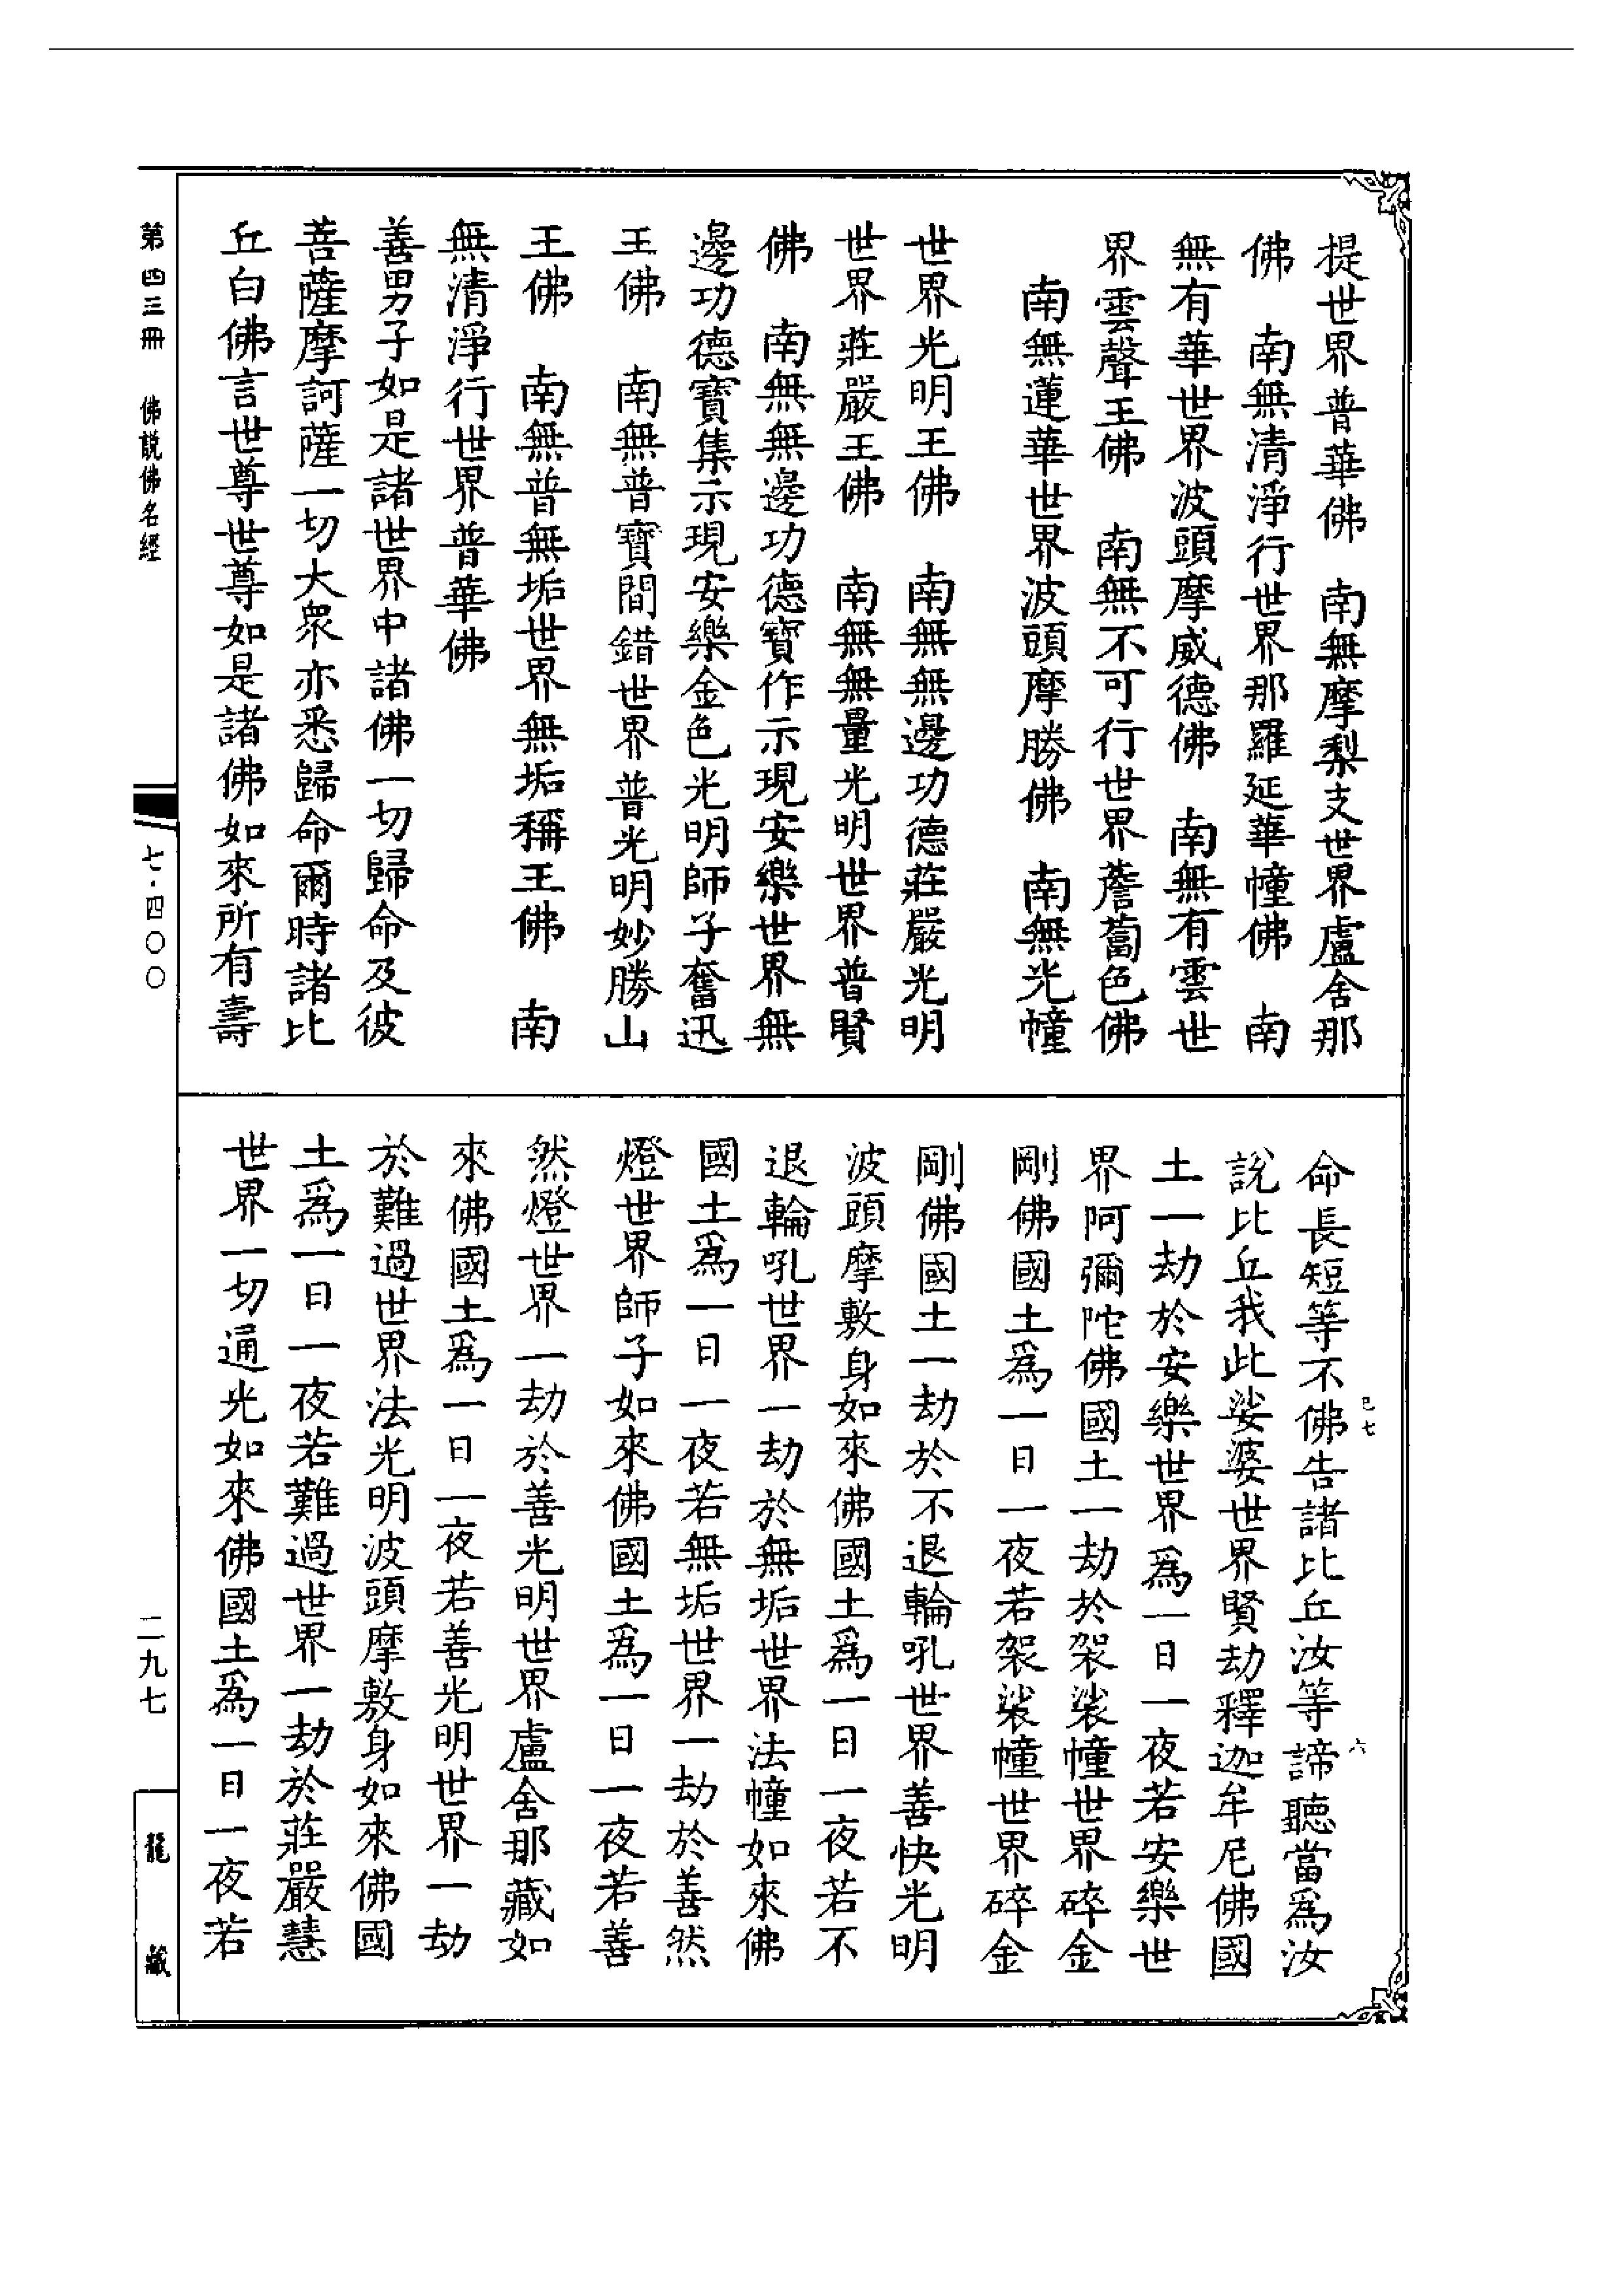 提世界普華佛　南無摩梨支世界盧舍那
佛　南無清淨行世界那羅延華幢佛　南
無有華世界波頭摩威德佛　南無有雲世
界雲聲王佛　南無不可行世界薝蔔色佛
南無蓮華世界波頭摩勝佛　南無光幢
世界光明王佛　南無無邊功德莊嚴光明
世界莊嚴王佛　南無無量光明世界普賢
佛　南無無邊功德寶作示現安樂世界無
邊功德寶集示現安樂金色光明師子奮迅
王佛　南無普寶間錯世界普光明妙勝山
王佛　南無普無垢世界無垢稱王佛　南
無清淨行世界普華佛
善男子如是諸世界中諸佛一切歸命及彼
菩薩摩訶薩一切大眾亦悉歸命爾時諸比
丘白佛言世尊世尊如是諸佛如來所有壽
命長短等不佛告諸比丘汝等諦聽當為汝
說比丘我此娑婆世界賢劫釋迦牟尼佛國
土一劫於安樂世界為一日一夜若安樂世
界阿彌陀佛國土一劫於袈裟幢世界碎金
剛佛國土為一日一夜若袈裟幢世界碎金
剛佛國土一劫於不退輪吼世界善快光明
波頭摩敷身如來佛國土為一日一夜若不
退輪吼世界一劫於無垢世界法幢如來佛
國土為一日一夜若無垢世界一劫於善然
燈世界師子如來佛國土為一日一夜若善
然燈世界一劫於善光明世界盧舍那藏如
來佛國土為一日一夜若善光明世界一劫
於難過世界法光明波頭摩敷身如來佛國
土為一日一夜若難過世界一劫於莊嚴慧
世界一切通光如來佛國土為一日一夜若
己七
六
第四三冊　佛說佛名經
七·四〇〇
二九七
龍藏